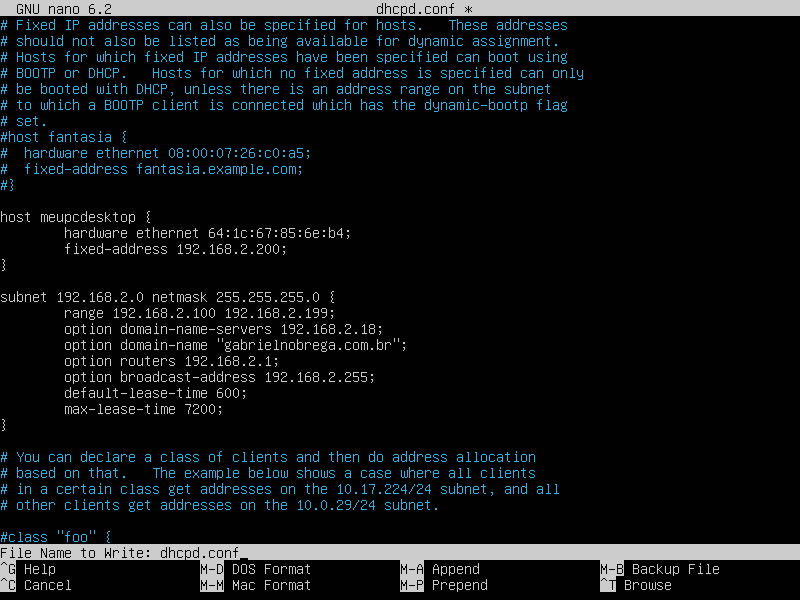 GNU nano 6.2 dhcpd.conf *
# Fixed IP addresses can also be specified for hosts.   These addresses
# should not also be listed as being available for dynamic assignment.
# Hosts for which fixed IP addresses have been specified can boot using
# BOOTP or DHCP.   Hosts for which no fixed address is specified can only
# be booted with DHCP, unless there is an address range on the subnet
# to which a BOOTP client is connected which has the dynamic-bootp flag
# set.
#host fantasia {
#  hardware ethernet 08:00:07:26:c0:a5;
#  fixed-address fantasia.example.com;
#}
host meupcdesktop {
        hardware ethernet 64:1c:67:85:6e:b4;
        fixed-address 192.168.2.200;
}
subnet 192.168.2.0 netmask 255.255.255.0 {
        range 192.168.2.100 192.168.2.199;
        option domain-name-servers 192.168.2.18;
        option domain-name "gabrielnobrega.com.br";
        option routers 192.168.2.1;
        option broadcast-address 192.168.2.255;
        default-lease-time 600;
        max-lease-time 7200;
}
# You can declare a class of clients and then do address allocation
# based on that.   The example below shows a case where all clients
# in a certain class get addresses on the 10.17.224/24 subnet, and all
# other clients get addresses on the 10.0.29/24 subnet.
#class "foo" {
File Name to Write: dhcpd.conf
^G Help M-D DOS Format M-A Append M-B Backup File
^C Cancel M-M Mac Format M-P Prepend ^T Browse